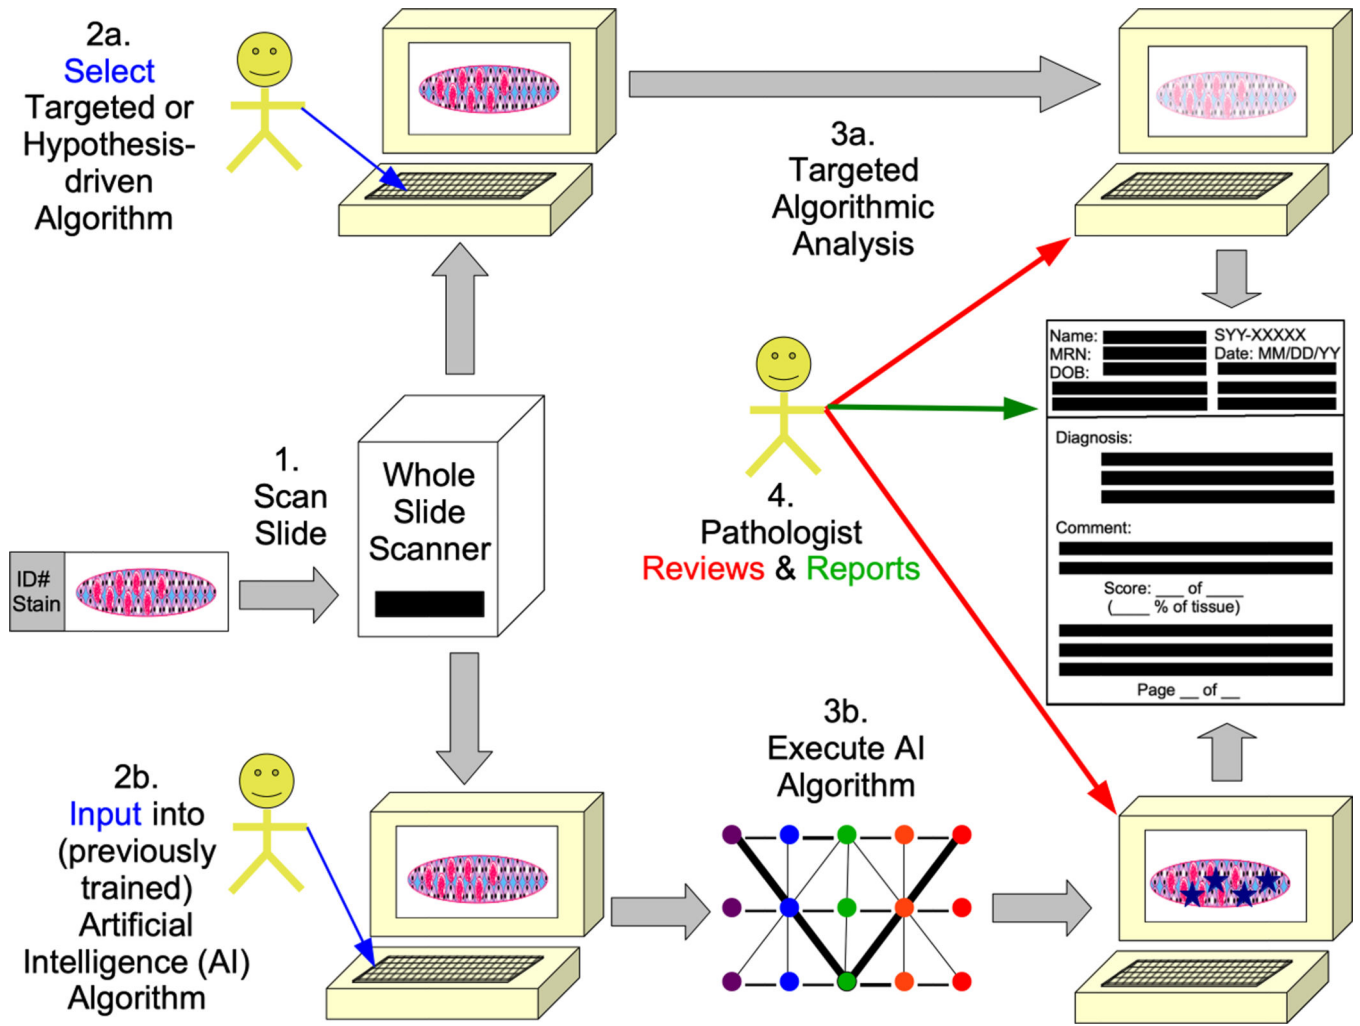 2a.
Select
Targeted or
Hypothesis-
driven
Algorithm
3a.
Targeted
Algorithmic
Analysis
1.
Scan
Slide
ID#
Stain
Whole
Slide
Scanner
4.
Pathologist
Reviews & Reports
Name: SYY-XXXXX
MRN: Date: MM/DD/YY
DOB:
Diagnosis:
Comment:
Score: ___ of ____
(____ % of tissue)
Page __ of __
2b.
Input into
(previously
trained)
Artificial
Intelligence (AI)
Algorithm
3b.
Execute AI
Algorithm